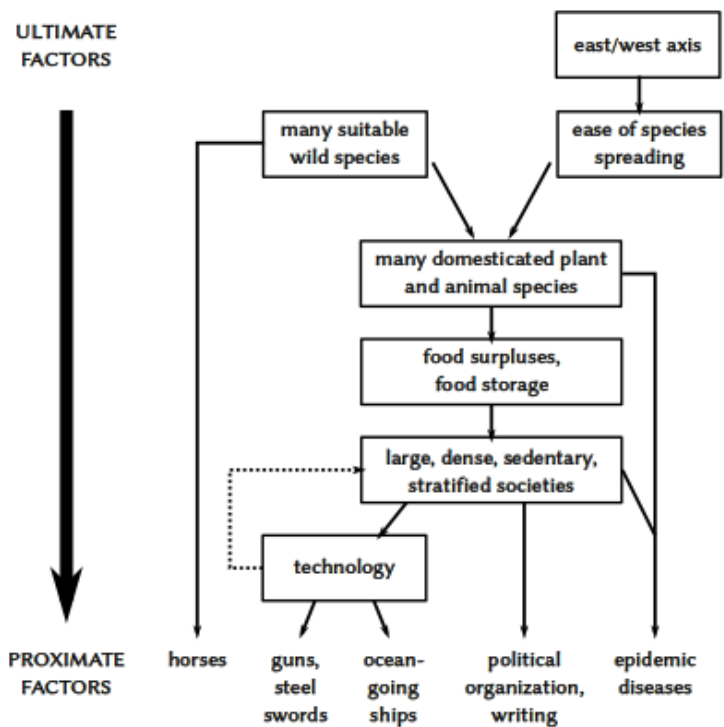 ULTIMATE
FACTORS
east/west axis
many suitable
wild species
ease of species
spreading
many domesticated plant
and animal species
food surpluses,
food storage
large, dense, sedentary,
stratified societies
technology
PROXIMATE
FACTORS
horses
guns,
steel
swords
ocean-
going
ships
political
organization,
writing
epidemic
diseases